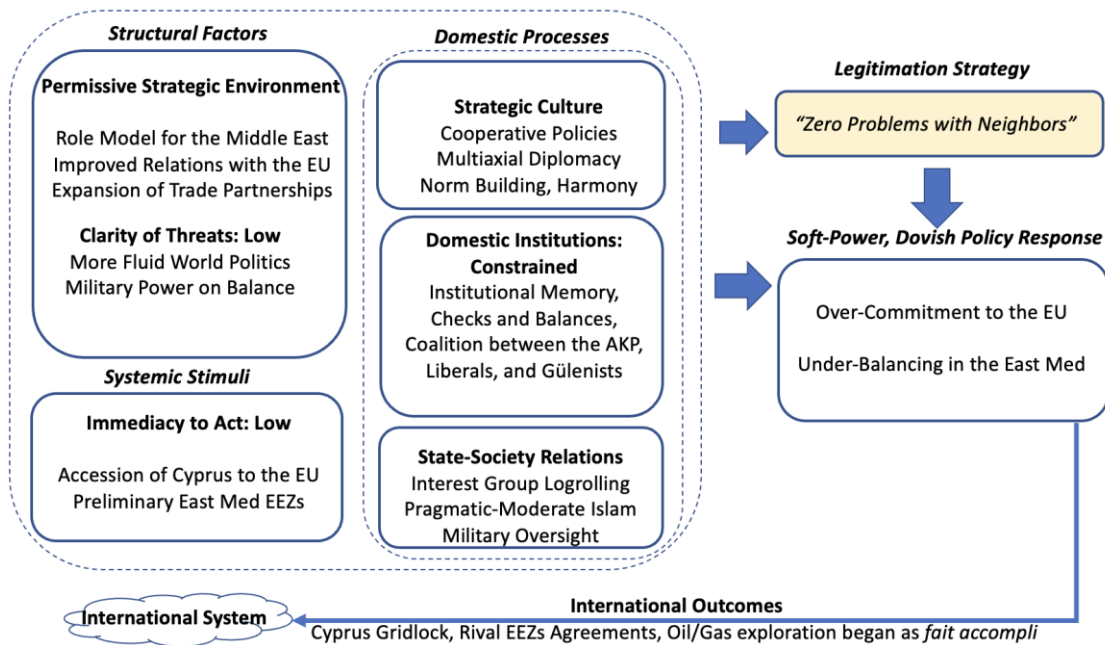 Structural Factors
Permissive Strategic Environment
Role Model for the Middle East
Improved Relations with the EU
Expansion of Trade Partnerships
Clarity of Threats: Low
More Fluid World Politics
Military Power on Balance
Systemic Stimuli
Immediacy to Act: Low
Accession of Cyprus to the EU
Preliminary East Med EEZs
Domestic Processes
Strategic Culture
Cooperative Policies
Multiaxial Diplomacy
Norm Building, Harmony
Domestic Institutions:
Constrained
Institutional Memory,
Checks and Balances,
Coalition between the AKP,
Liberals, and Gülenists
State-Society Relations
Interest Group Logrolling
Pragmatic-Moderate Islam
Military Oversight
Legitimation Strategy
“Zero Problems with Neighbors”
Soft-Power, Dovish Policy Response
Over-Commitment to the EU
Under-Balancing in the East Med
International System
International Outcomes
Cyprus Gridlock, Rival EEZs Agreements, Oil/Gas exploration began as fait accompli